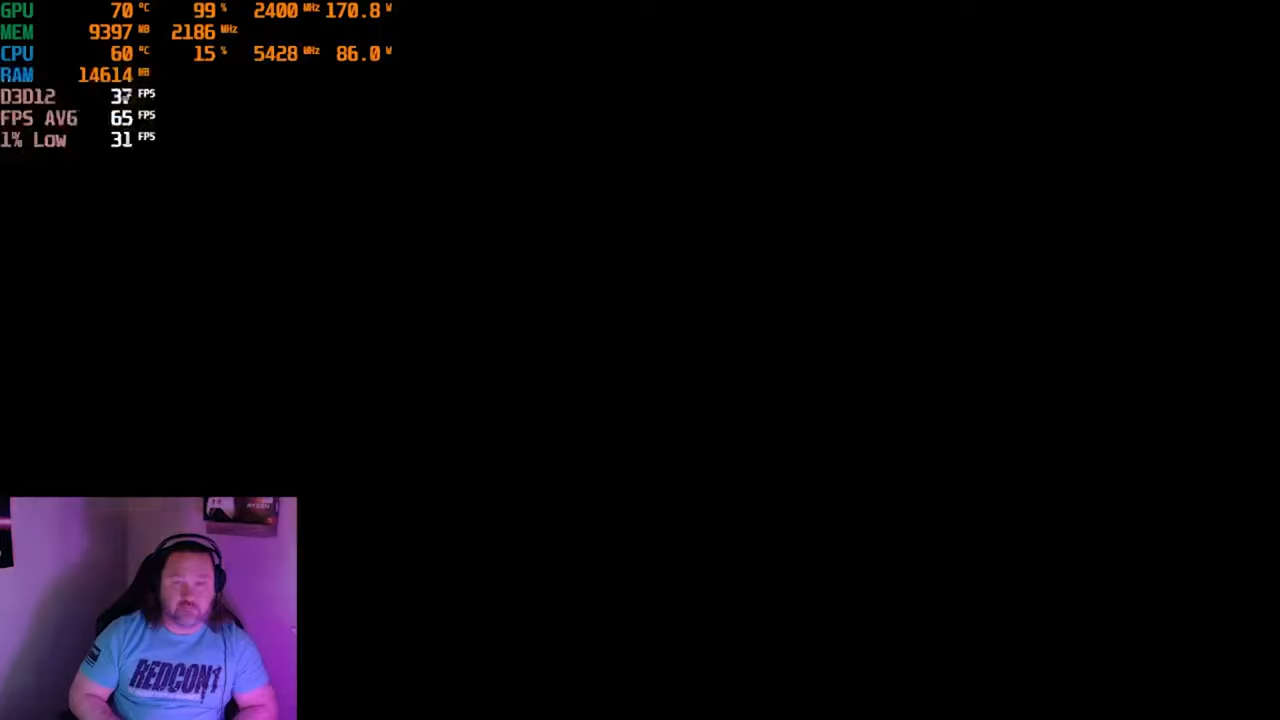 GPU 70 °C 99 % 2400 MHz 170.8 W
MEM 9397 MB 2186 MHz
CPU 60 °C 15 % 5428 MHz 86.0 W
RAM 14614 MB
D3D12 37 FPS
FPS AVG 65 FPS
1% Low 31 FPS
RYZEN
REDCON1